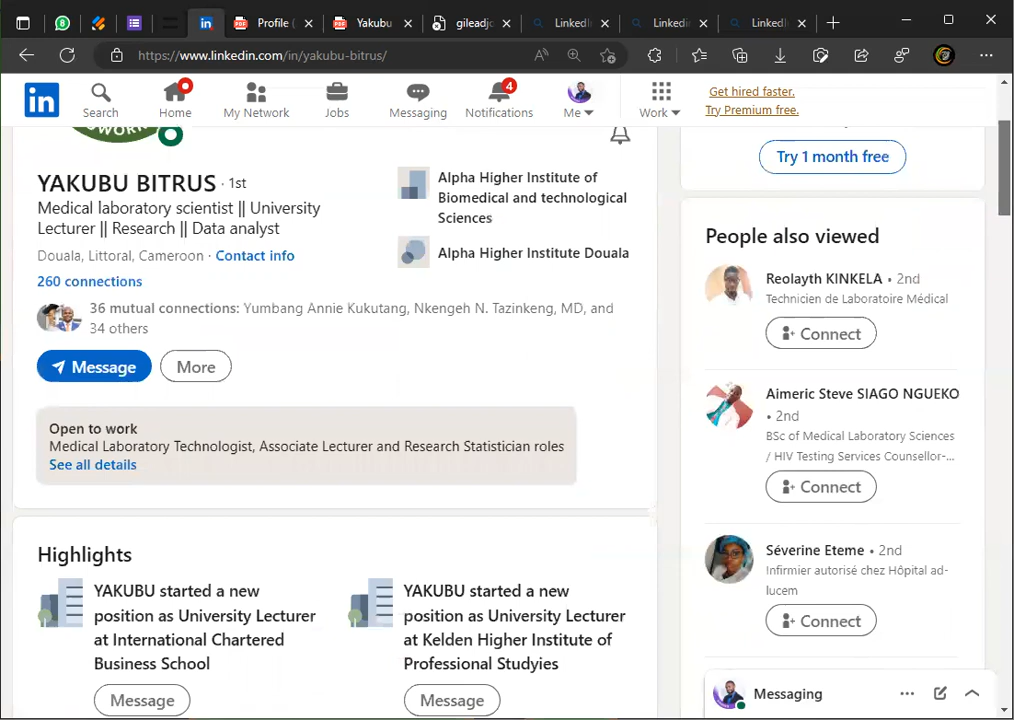 Profile (
Yakubu
gileadjc
LinkedIn
LinkedIn
LinkedIn
https://www.linkedin.com/in/yakubu-bitrus/
in
Search
Home
My Network
Jobs
Messaging
4
Notifications
Me
Work
Get hired faster.
Try Premium free.
Try 1 month free
YAKUBU BITRUS · 1st
Medical laboratory scientist || University
Lecturer || Research || Data analyst
Douala, Littoral, Cameroon · Contact info
260 connections
36 mutual connections: Yumbang Annie Kukutang, Nkengeh N. Tazinkeng, MD, and
34 others
Message
More
Alpha Higher Institute of
Biomedical and technological
Sciences
Alpha Higher Institute Douala
Open to work
Medical Laboratory Technologist, Associate Lecturer and Research Statistician roles
See all details
Highlights
YAKUBU started a new
position as University Lecturer
at International Chartered
Business School
Message
YAKUBU started a new
position as University Lecturer
at Kelden Higher Institute of
Professional Studyies
Message
People also viewed
Reolayth KINKELA • 2nd
Technicien de Laboratoire Médical
Connect
Aimeric Steve SIAGO NGUEKO
• 2nd
BSc of Medical Laboratory Sciences
/ HIV Testing Services Counsellor-...
Connect
Séverine Eteme • 2nd
Infirmier autorisé chez Hôpital ad-
lucem
Connect
Messaging